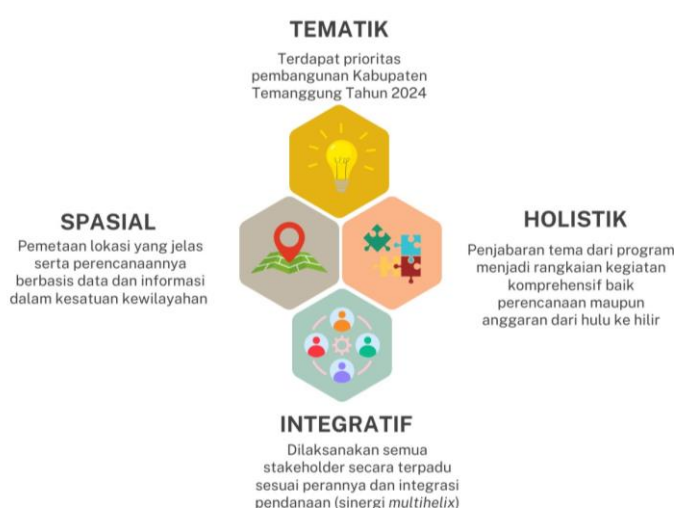 TEMATIK
Terdapat prioritas
pembangunan Kabupaten
Temanggung Tahun 2024
SPASIAL
Pemetaan lokasi yang jelas
serta perencanaannya
berbasis data dan informasi
dalam kesatuan kewilayahan
HOLISTIK
Penjabaran tema dari program
menjadi rangkaian kegiatan
komprehensif baik
perencanaan maupun
anggaran dari hulu ke hilir
INTEGRATIF
Dilaksanakan semua
stakeholder secara terpadu
sesuai perannya dan integrasi
pendanaan (sinergi multihelix)